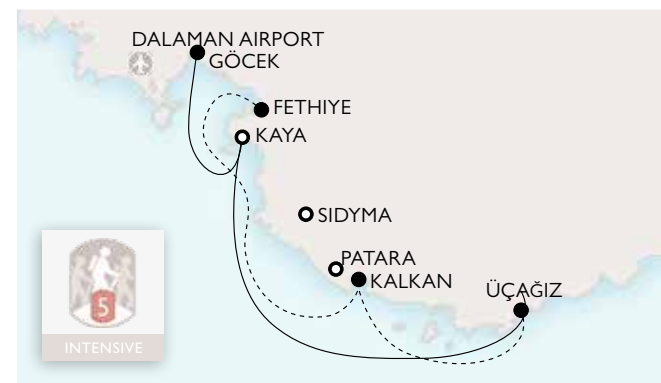 DALAMAN AIRPORT
GÖCEK
FETHIYE
KAYA
SIDYMA
PATARA
KALKAN
ÜÇAĞIZ
5
INTENSIVE